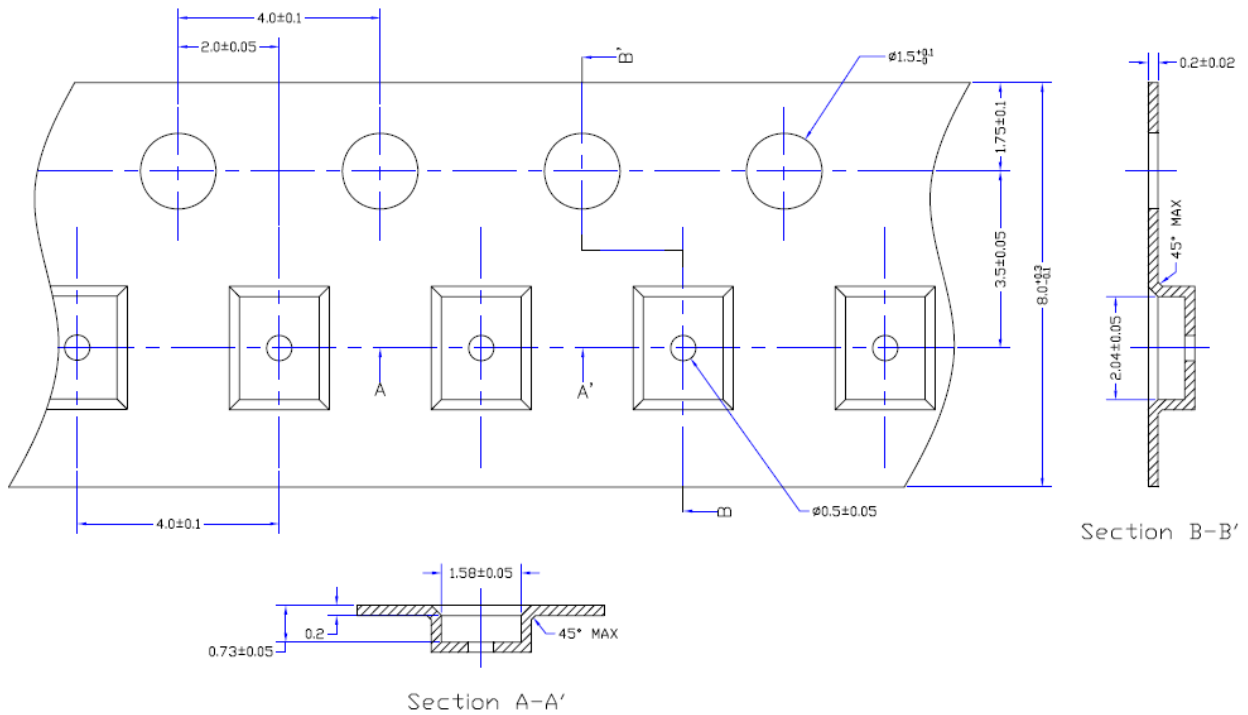 4.0±0.1
2.0±0.05
B'
ø1.5+0.1-0
0.2±0.02
1.75±0.1
3.5±0.05
8.0+0.3-0.1
45° MAX
2.04±0.05
A
A'
4.0±0.1
B
ø0.5±0.05
Section B-B'
1.58±0.05
0.2
45° MAX
0.73±0.05
Section A-A'